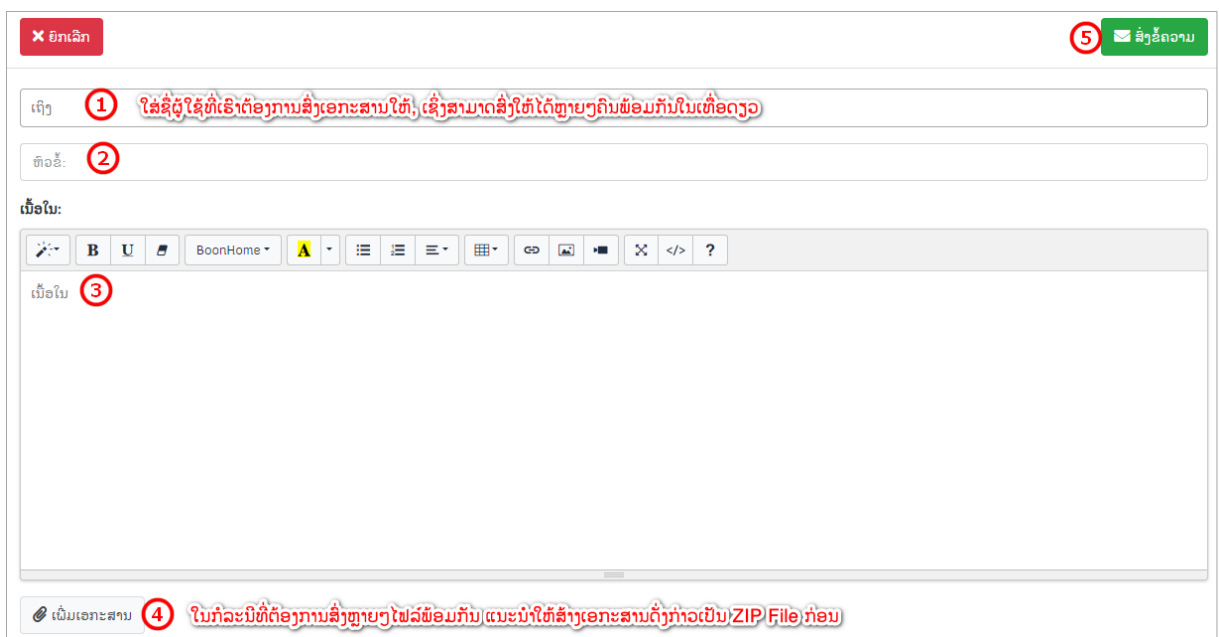 ✕ ຍົກເລີກ
5 ສົ່ງຂໍ້ຄວາມ
ເຖິງ 1 ໃສ່ຊື່ຜູ້ໃຊ້ທີ່ເຮົາຕ້ອງການສົ່ງເອກະສານໃຫ້, ເຊິ່ງສາມາດສົ່ງໃຫ້ໄດ້ຫຼາຍໆຄົນພ້ອມກັນໃນເທື່ອດຽວ
ຫົວຂໍ້: 2
ເນື້ອໃນ:
B U BoonHome A </> ?
ເນື້ອໃນ 3
ເພີ່ມເອກະສານ 4 ໃນກໍລະນີທີ່ຕ້ອງການສົ່ງຫຼາຍໆໄຟລ໌ພ້ອມກັນ ແນະນຳໃຫ້ສ້າງເອກະສານດັ່ງກ່າວເປັນ ZIP File ກ່ອນ